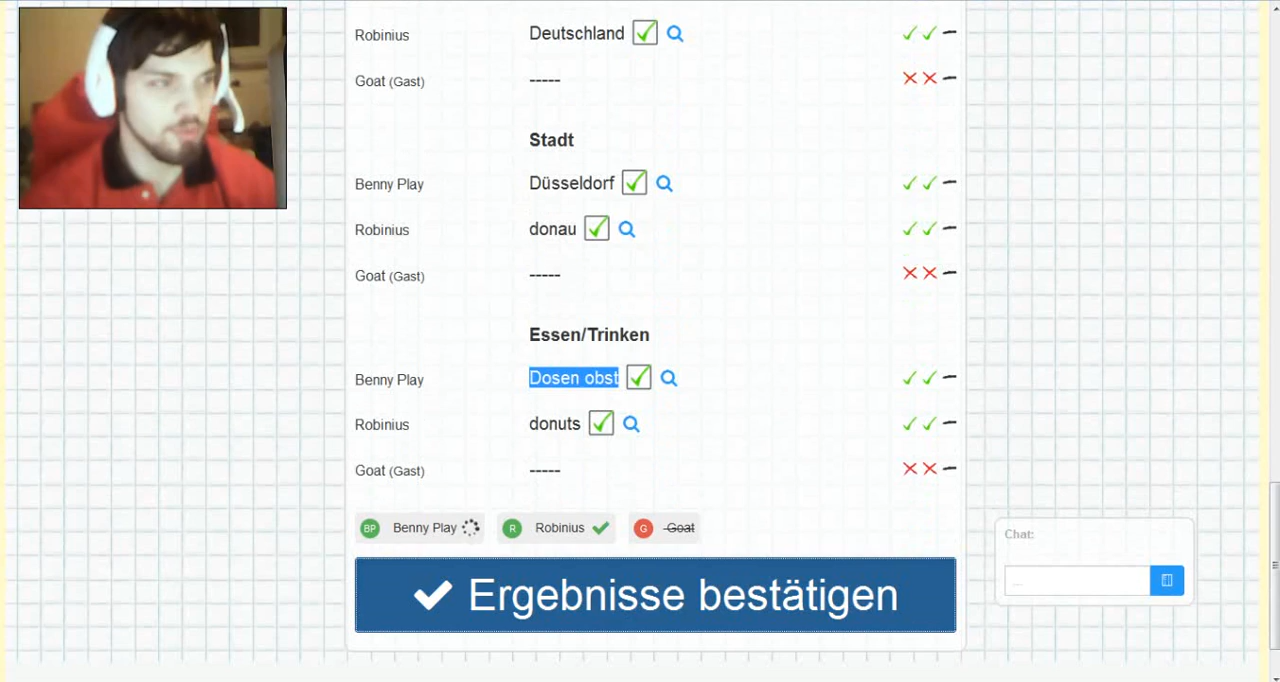 Robinius Deutschland
Goat (Gast) -----
Stadt
Benny Play Düsseldorf
Robinius donau
Goat (Gast) -----
Essen/Trinken
Benny Play Dosen obst
Robinius donuts
Goat (Gast) -----
BP Benny Play R Robinius G -Goat
Chat:
...
Ergebnisse bestätigen